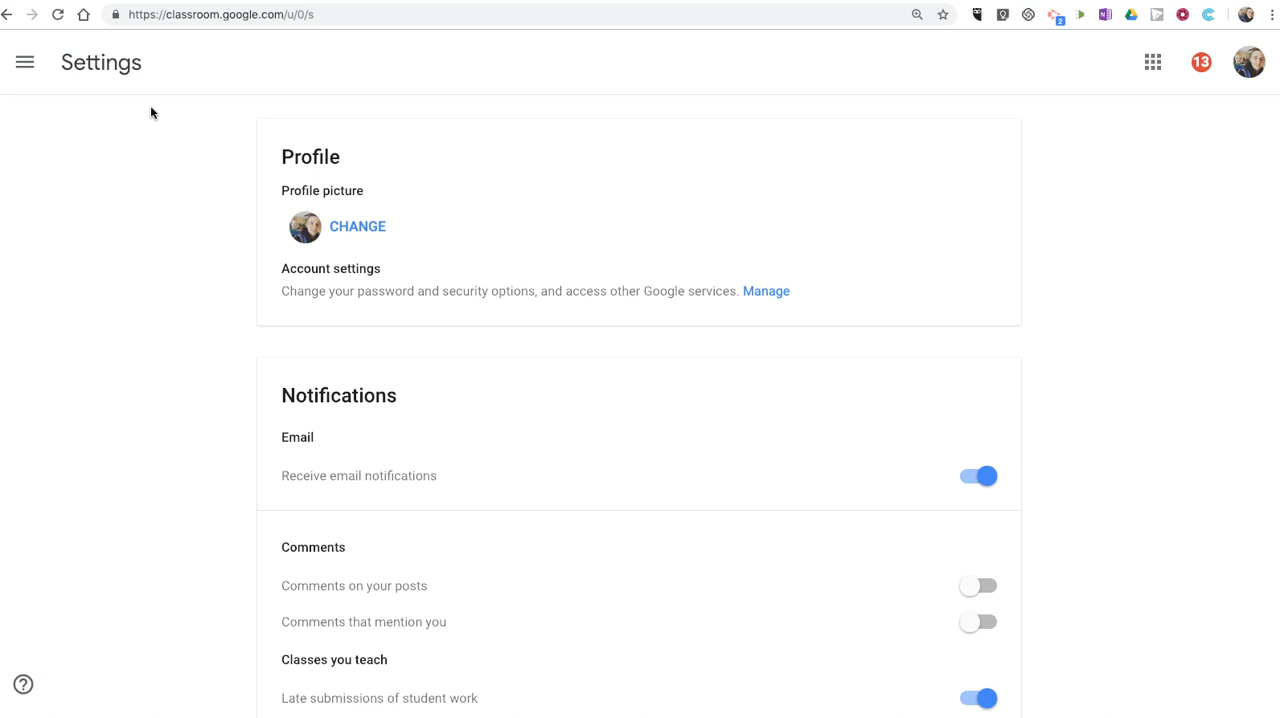 https://classroom.google.com/u/0/s
2
Settings
13
Profile
Profile picture
CHANGE
Account settings
Change your password and security options, and access other Google services. Manage
Notifications
Email
Receive email notifications
Comments
Comments on your posts
Comments that mention you
Classes you teach
Late submissions of student work